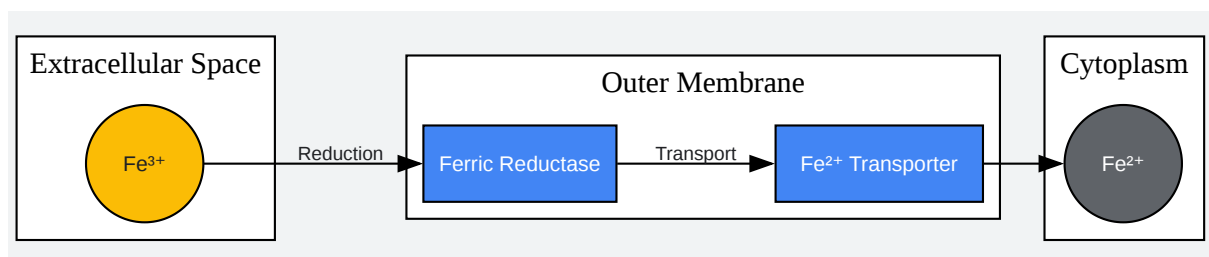 Extracellular Space
Fe³⁺
Reduction
Outer Membrane
Ferric Reductase
Transport
Fe²⁺ Transporter
Cytoplasm
Fe²⁺